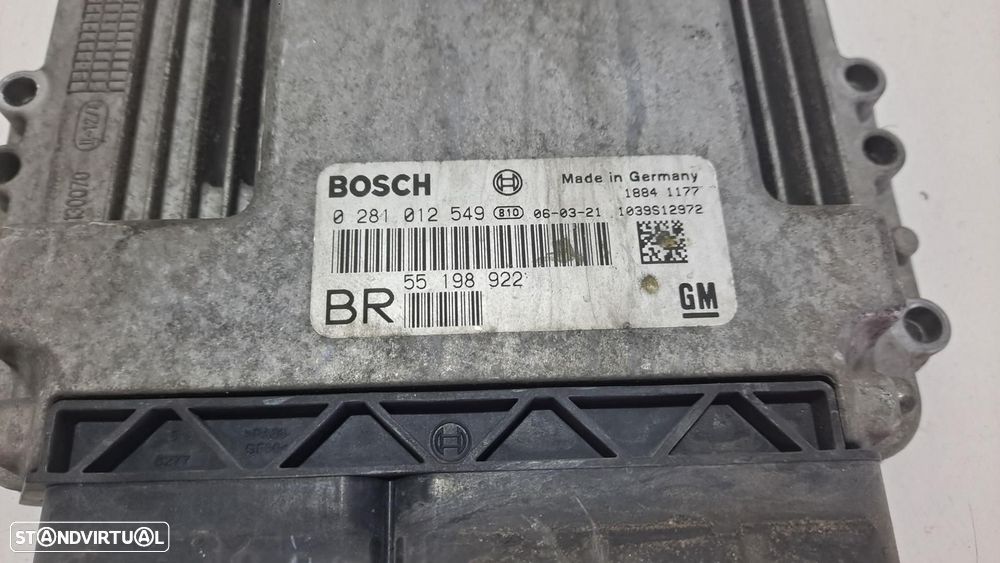 BOSCH
Made in Germany
1884 1177
0 281 012 549 810 06-03-21 1039S12972
55 198 922
BR
GM
T30070
STANDVIRTUAL